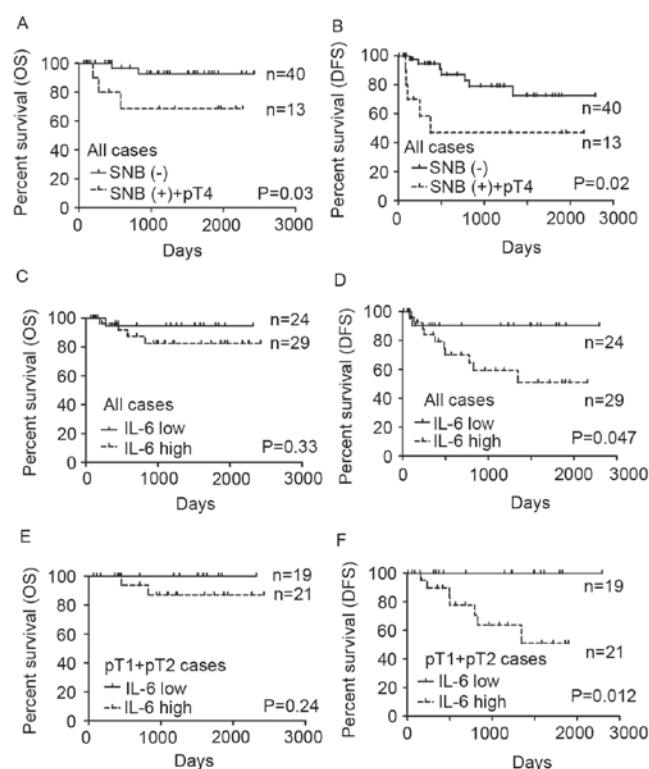 A
Percent survival (OS)
100
80
60
40
20
0
n=40
n=13
All cases
SNB (-)
SNB (+)+pT4
P=0.03
0
1000
2000
3000
Days
B
Percent survival (DFS)
100
80
60
40
20
0
n=40
n=13
All cases
SNB (-)
SNB (+)+pT4
P=0.02
0
1000
2000
3000
Days
C
Percent survival (OS)
100
80
60
40
20
0
n=24
n=29
All cases
IL-6 low
IL-6 high
P=0.33
0
1000
2000
3000
Days
D
Percent survival (DFS)
100
80
60
40
20
0
n=24
n=29
All cases
IL-6 low
IL-6 high
P=0.047
0
1000
2000
3000
Days
E
Percent survival (OS)
100
80
60
40
20
0
n=19
n=21
pT1+pT2 cases
IL-6 low
IL-6 high
P=0.24
0
1000
2000
3000
Days
F
Percent survival (DFS)
100
80
60
40
20
0
n=19
n=21
pT1+pT2 cases
IL-6 low
IL-6 high
P=0.012
0
1000
2000
3000
Days